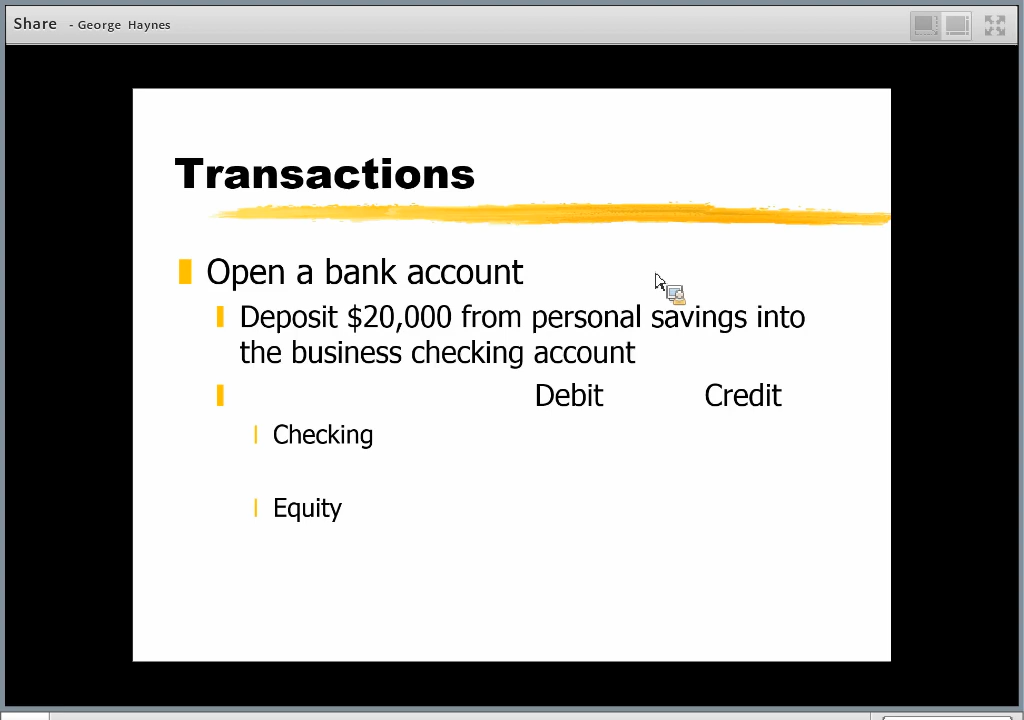 Share - George Haynes
Transactions
Open a bank account
Deposit $20,000 from personal savings into
the business checking account
Debit Credit
Checking
Equity